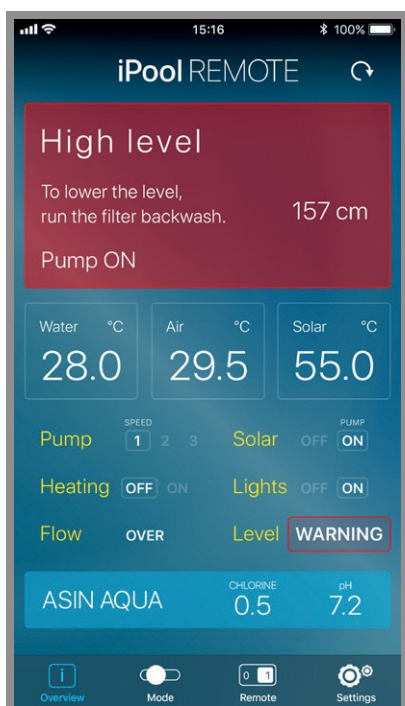 15:16 100%
iPool REMOTE
High level
To lower the level,
run the filter backwash.
157 cm
Pump ON
Water °C Air °C Solar °C
28.0 29.5 55.0
SPEED PUMP
Pump 1 2 3 Solar OFF ON
Heating OFF ON Lights OFF ON
Flow OVER Level WARNING
CHLORINE pH
ASIN AQUA 0.5 7.2
i 0 1
Overview Mode Remote Settings